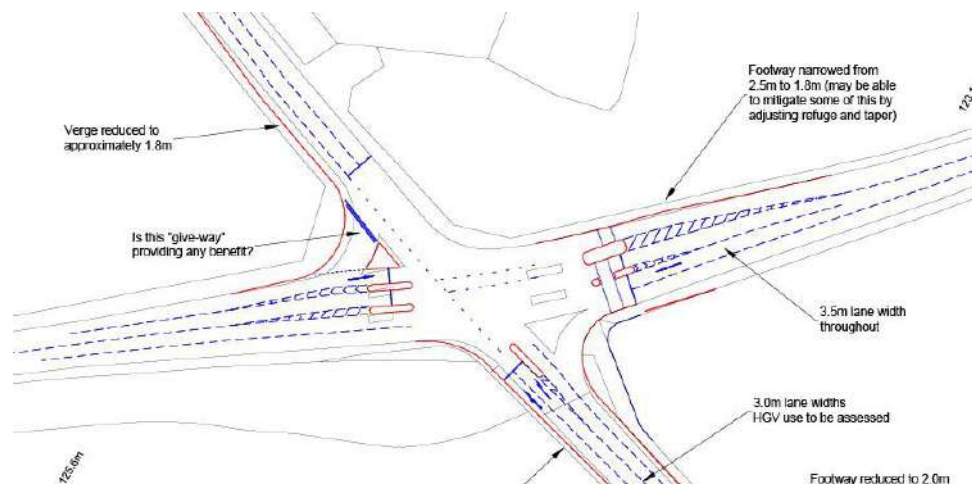 Footway narrowed from
2.5m to 1.8m (may be able
to mitigate some of this by
adjusting refuge and taper)
Verge reduced to
approximately 1.8m
Is this "give-way"
providing any benefit?
3.5m lane width
throughout
3.0m lane widths
HGV use to be assessed
125.6m
Footway reduced to 2.0m